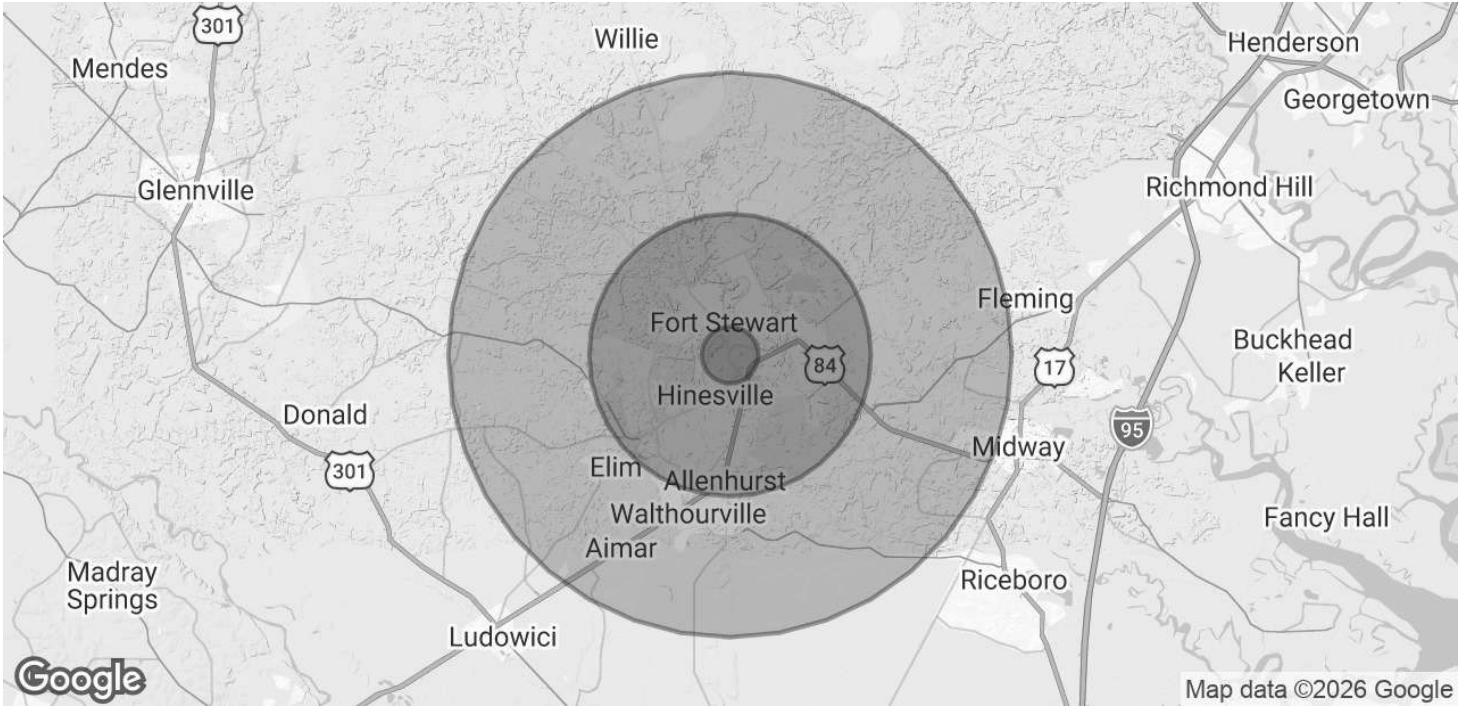 301
Willie
Henderson
Mendes
Georgetown
Glennville
Richmond Hill
Fleming
Fort Stewart
Buckhead
Keller
84
17
Hinesville
Donald
95
Midway
301
Elim
Allenhurst
Walthourville
Fancy Hall
Aimar
Madray
Springs
Riceboro
Ludowici
Google
Map data ©2026 Google